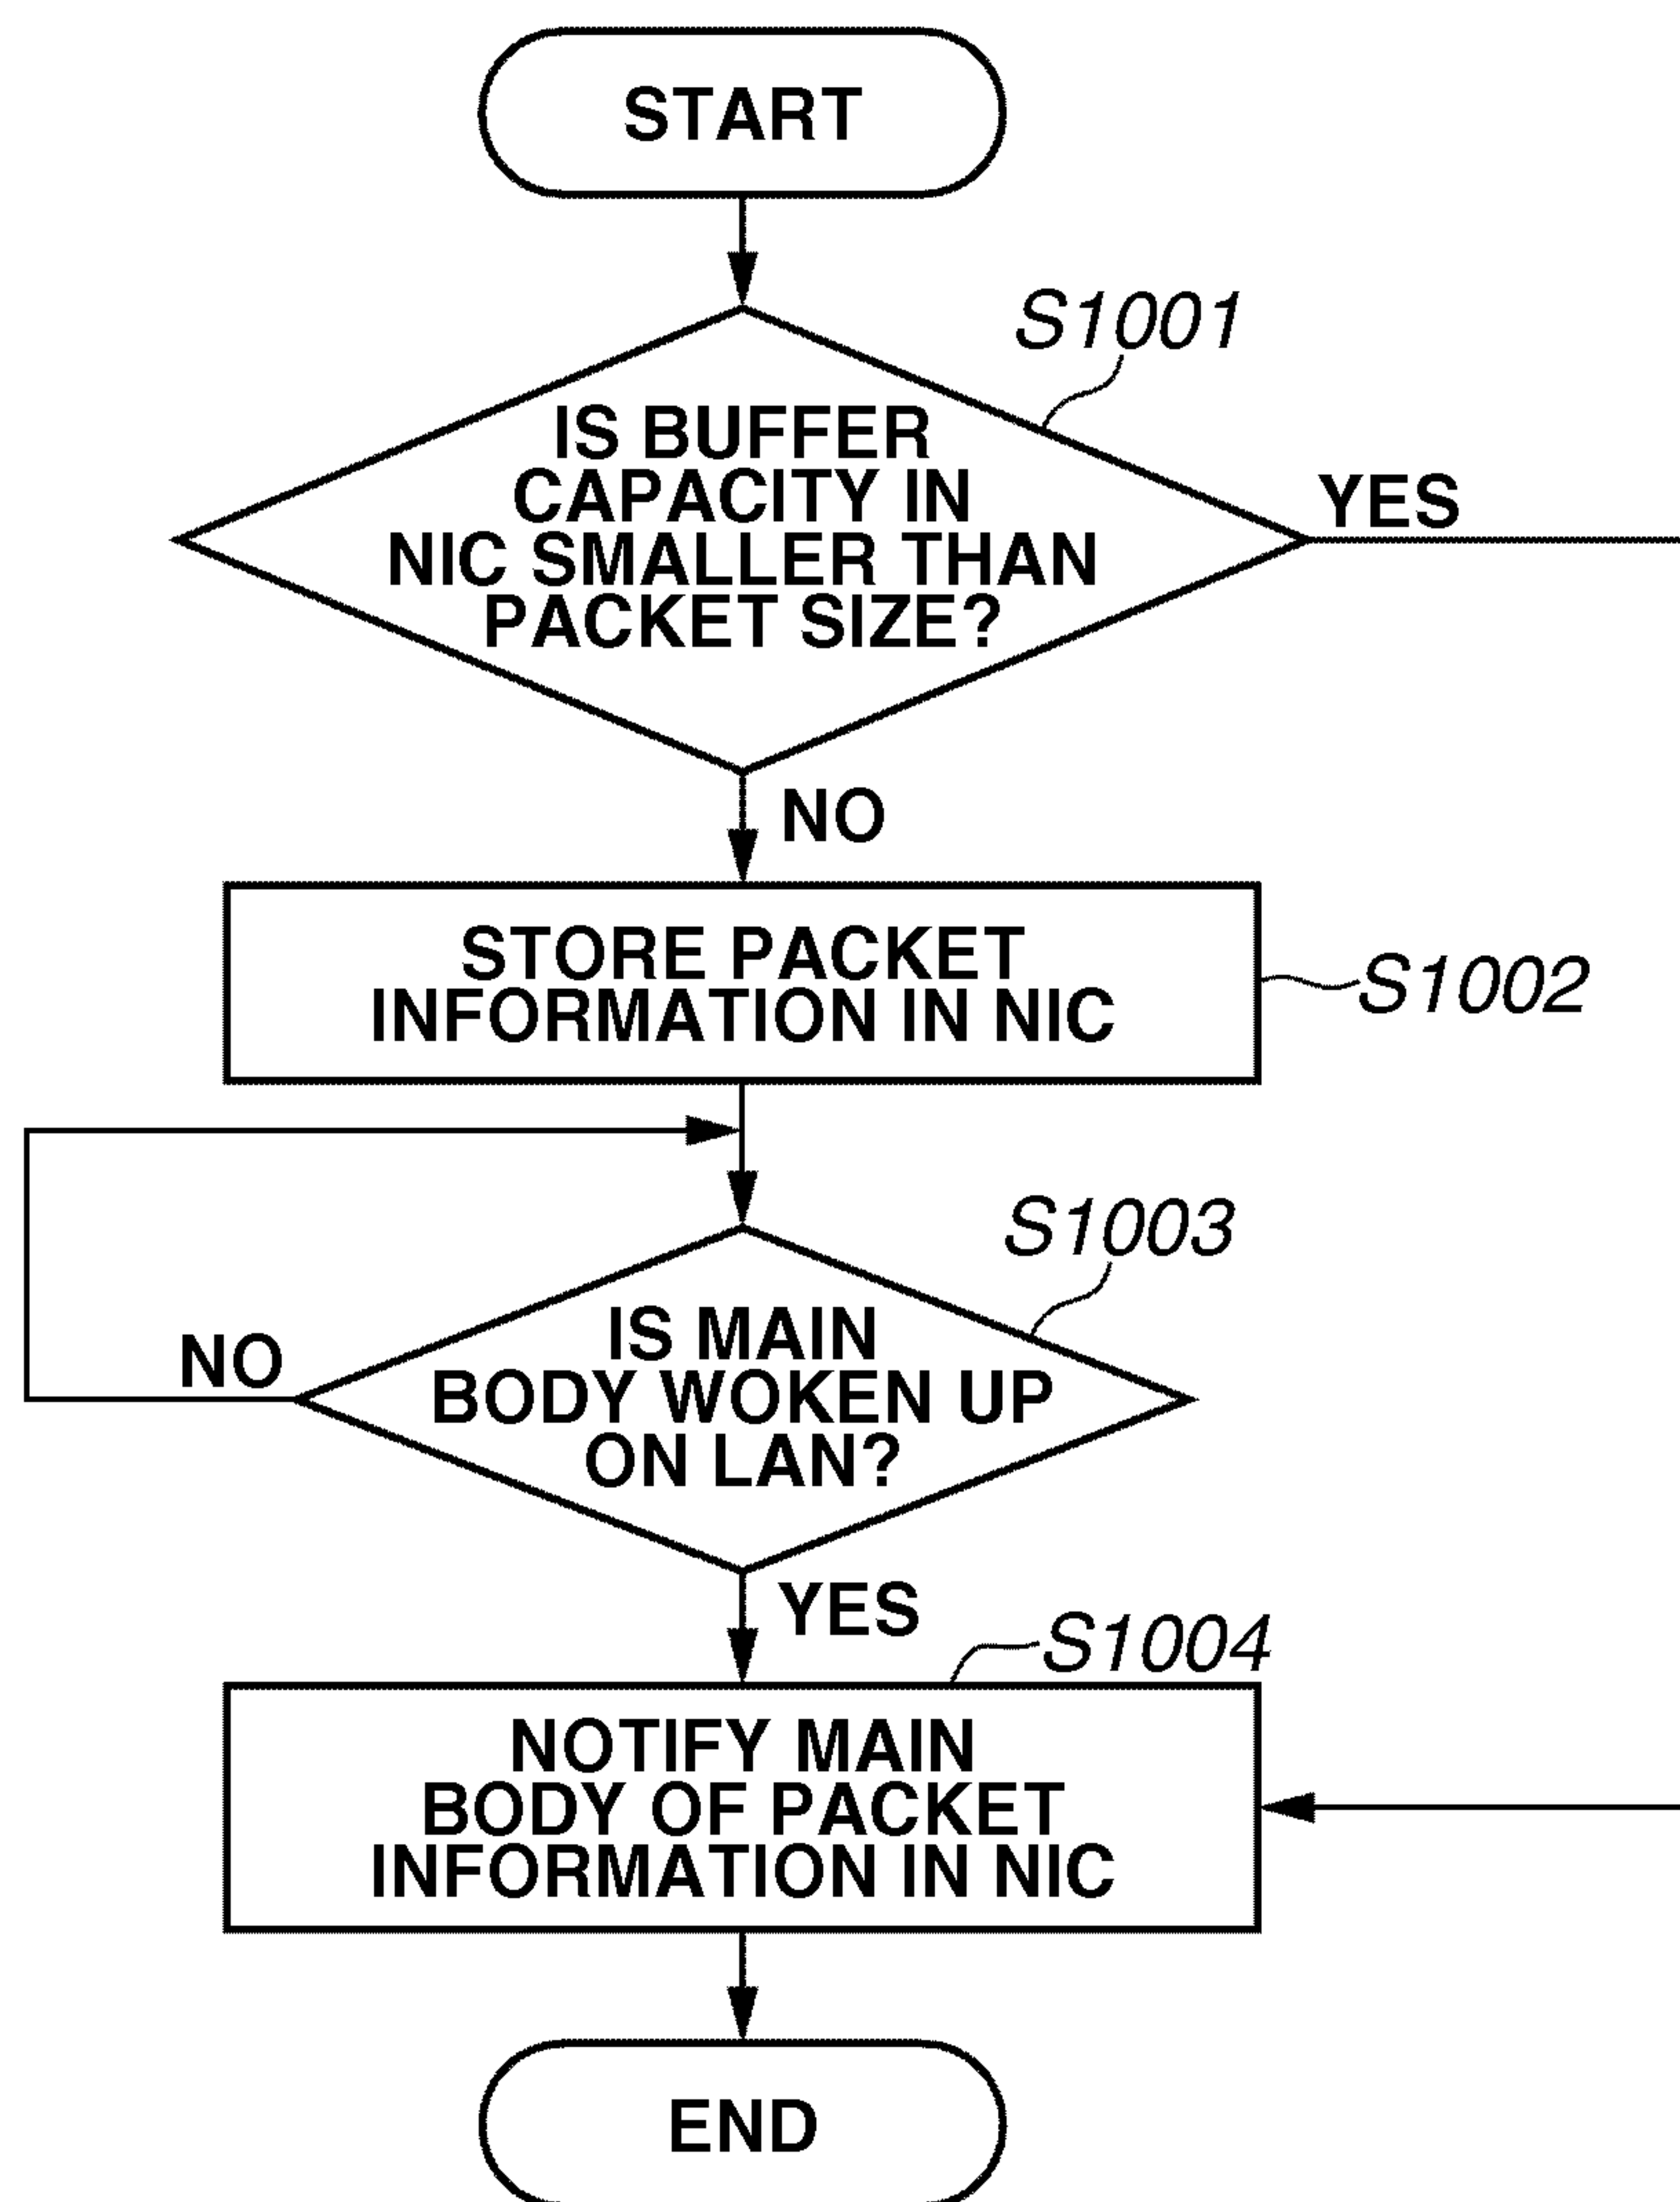 START
S1001
IS BUFFER
CAPACITY IN
NIC SMALLER THAN
PACKET SIZE?
YES
NO
STORE PACKET
INFORMATION IN NIC
S1002
S1003
IS MAIN
BODY WOKEN UP
ON LAN?
NO
YES
S1004
NOTIFY MAIN
BODY OF PACKET
INFORMATION IN NIC
END